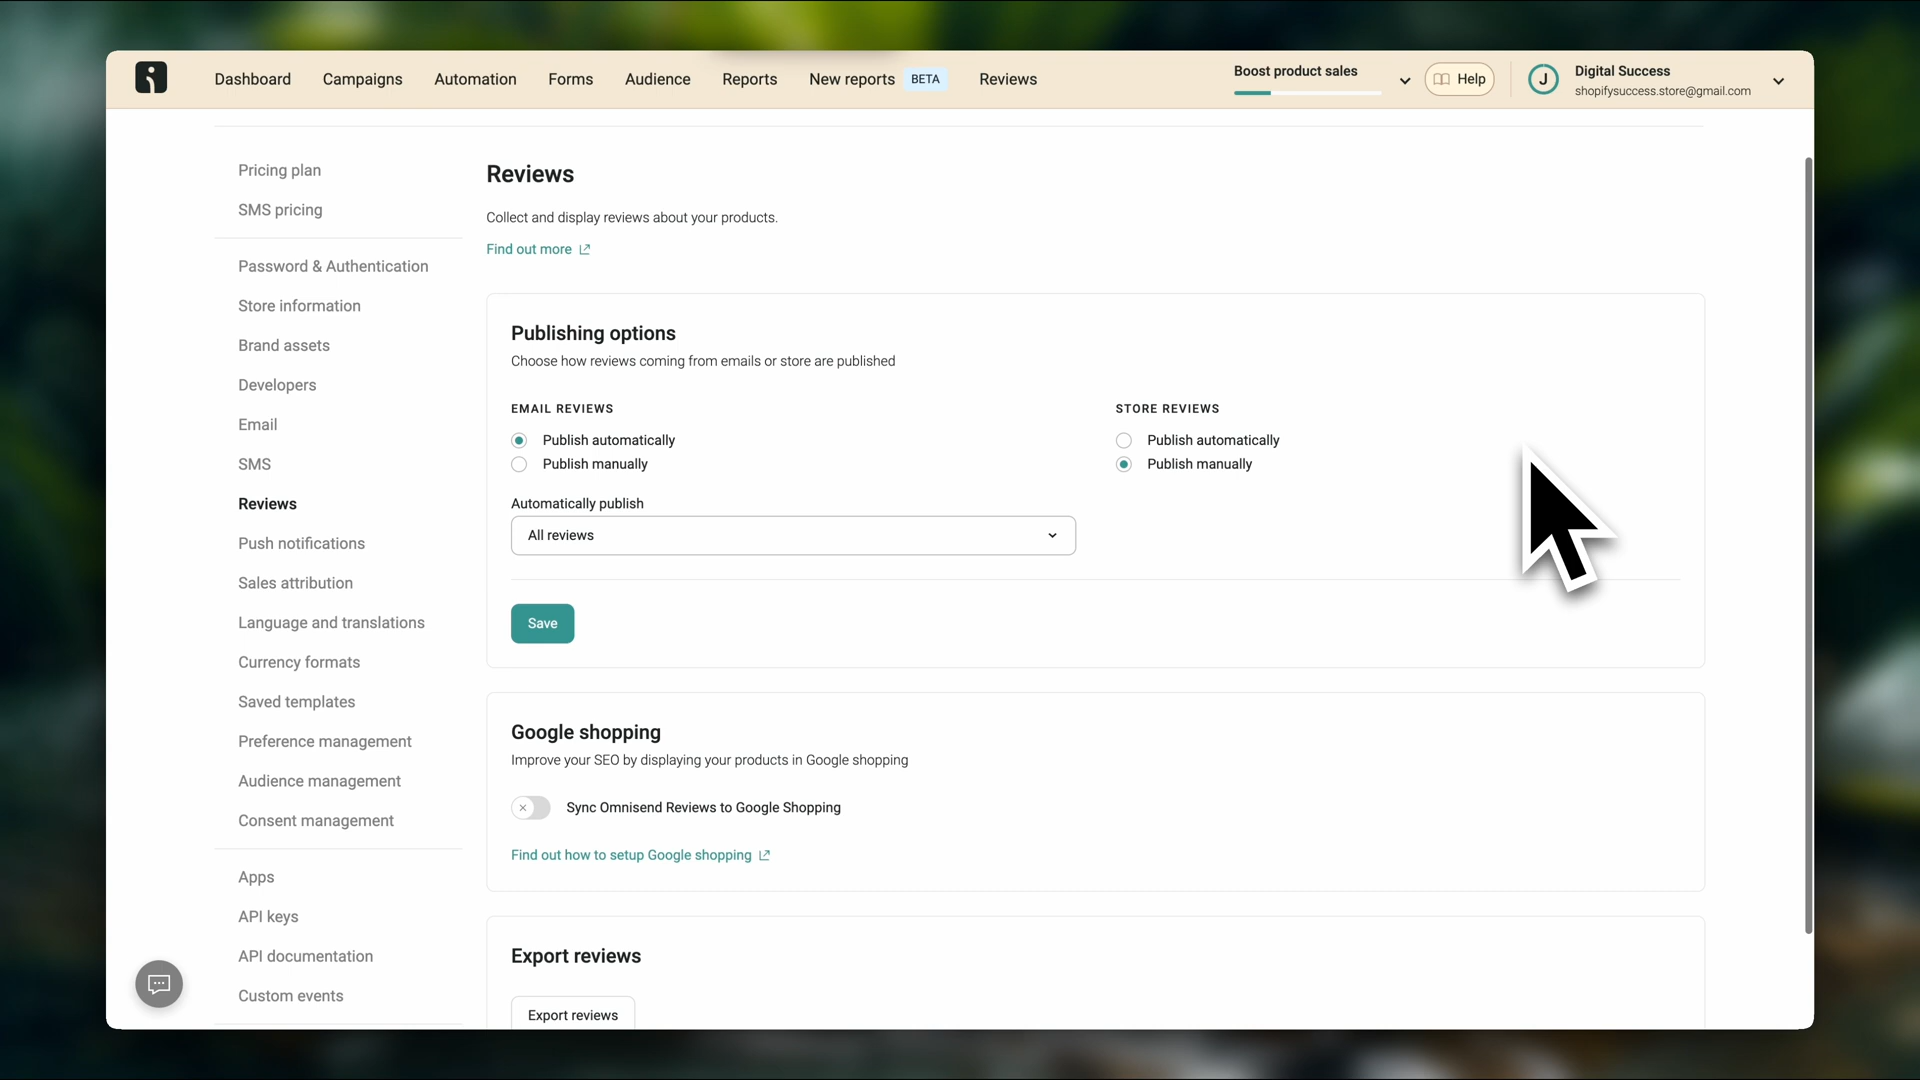 Dashboard
Campaigns
Automation
Forms
Audience
Reports
New reports BETA
Reviews
Boost product sales
Help
J
Digital Success
shopifysuccess.store@gmail.com
Pricing plan
SMS pricing
Password & Authentication
Store information
Brand assets
Developers
Email
SMS
Reviews
Push notifications
Sales attribution
Language and translations
Currency formats
Saved templates
Preference management
Audience management
Consent management
Apps
API keys
API documentation
Custom events
Reviews
Collect and display reviews about your products.
Find out more
Publishing options
Choose how reviews coming from emails or store are published
EMAIL REVIEWS
Publish automatically
Publish manually
Automatically publish
All reviews
STORE REVIEWS
Publish automatically
Publish manually
Save
Google shopping
Improve your SEO by displaying your products in Google shopping
Sync Omnisend Reviews to Google Shopping
Find out how to setup Google shopping
Export reviews
Export reviews